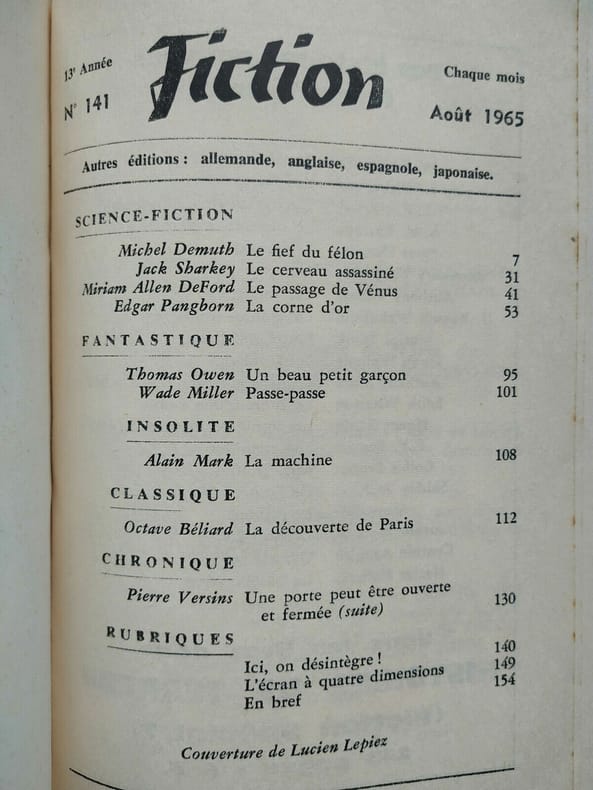 13e Année
N° 141
Fiction
Chaque mois
Août 1965
Autres éditions : allemande, anglaise, espagnole, japonaise.
SCIENCE-FICTION
Michel Demuth Le fief du félon 7
Jack Sharkey Le cerveau assassiné 31
Miriam Allen DeFord Le passage de Vénus 41
Edgar Pangborn La corne d'or 53
FANTASTIQUE
Thomas Owen Un beau petit garçon 95
Wade Miller Passe-passe 101
INSOLITE
Alain Mark La machine 108
CLASSIQUE
Octave Béliard La découverte de Paris 112
CHRONIQUE
Pierre Versins Une porte peut être ouverte
et fermée (suite) 130
RUBRIQUES
Ici, on désintègre ! 140
L'écran à quatre dimensions 149
En bref 154
Couverture de Lucien Lepiez